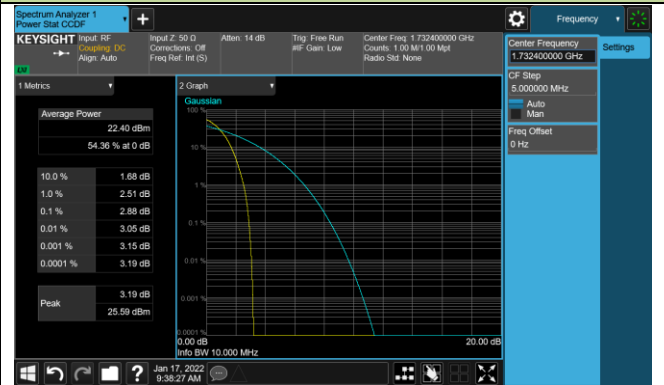 Spectrum Analyzer 1
Power Stat CCDF
Frequency
KEYSIGHT
Input: RF
Coupling: DC
Align: Auto
Input Z: 50 Ω
Corrections: Off
Freq Ref: Int (S)
Atten: 14 dB
Trig: Free Run
#IF Gain: Low
Center Freq: 1.732400000 GHz
Counts: 1.00 M/1.00 Mpt
Radio Std: None
LXI
Center Frequency
1.732400000 GHz
Settings
CF Step
5.000000 MHz
Auto
Man
Freq Offset
0 Hz
1 Metrics
Average Power
22.40 dBm
54.36 % at 0 dB
10.0 % 1.68 dB
1.0 % 2.51 dB
0.1 % 2.88 dB
0.01 % 3.05 dB
0.001 % 3.15 dB
0.0001 % 3.19 dB
Peak
3.19 dB
25.59 dBm
2 Graph
Gaussian
100 %
10 %
1 %
0.1 %
0.01 %
0.001 %
0.0001 %
0.00 dB
20.00 dB
Info BW 10.000 MHz
Jan 17, 2022
9:38:27 AM